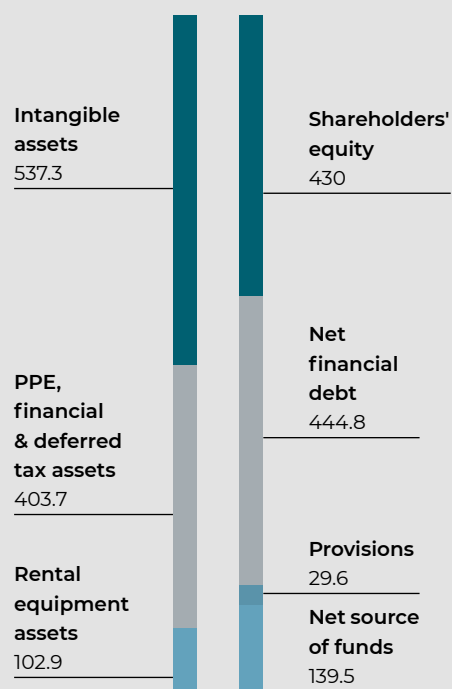 Intangible
assets
537.3
PPE,
financial
& deferred
tax assets
403.7
Rental
equipment
assets
102.9
Shareholders'
equity
430
Net
financial
debt
444.8
Provisions
29.6
Net source
of funds
139.5